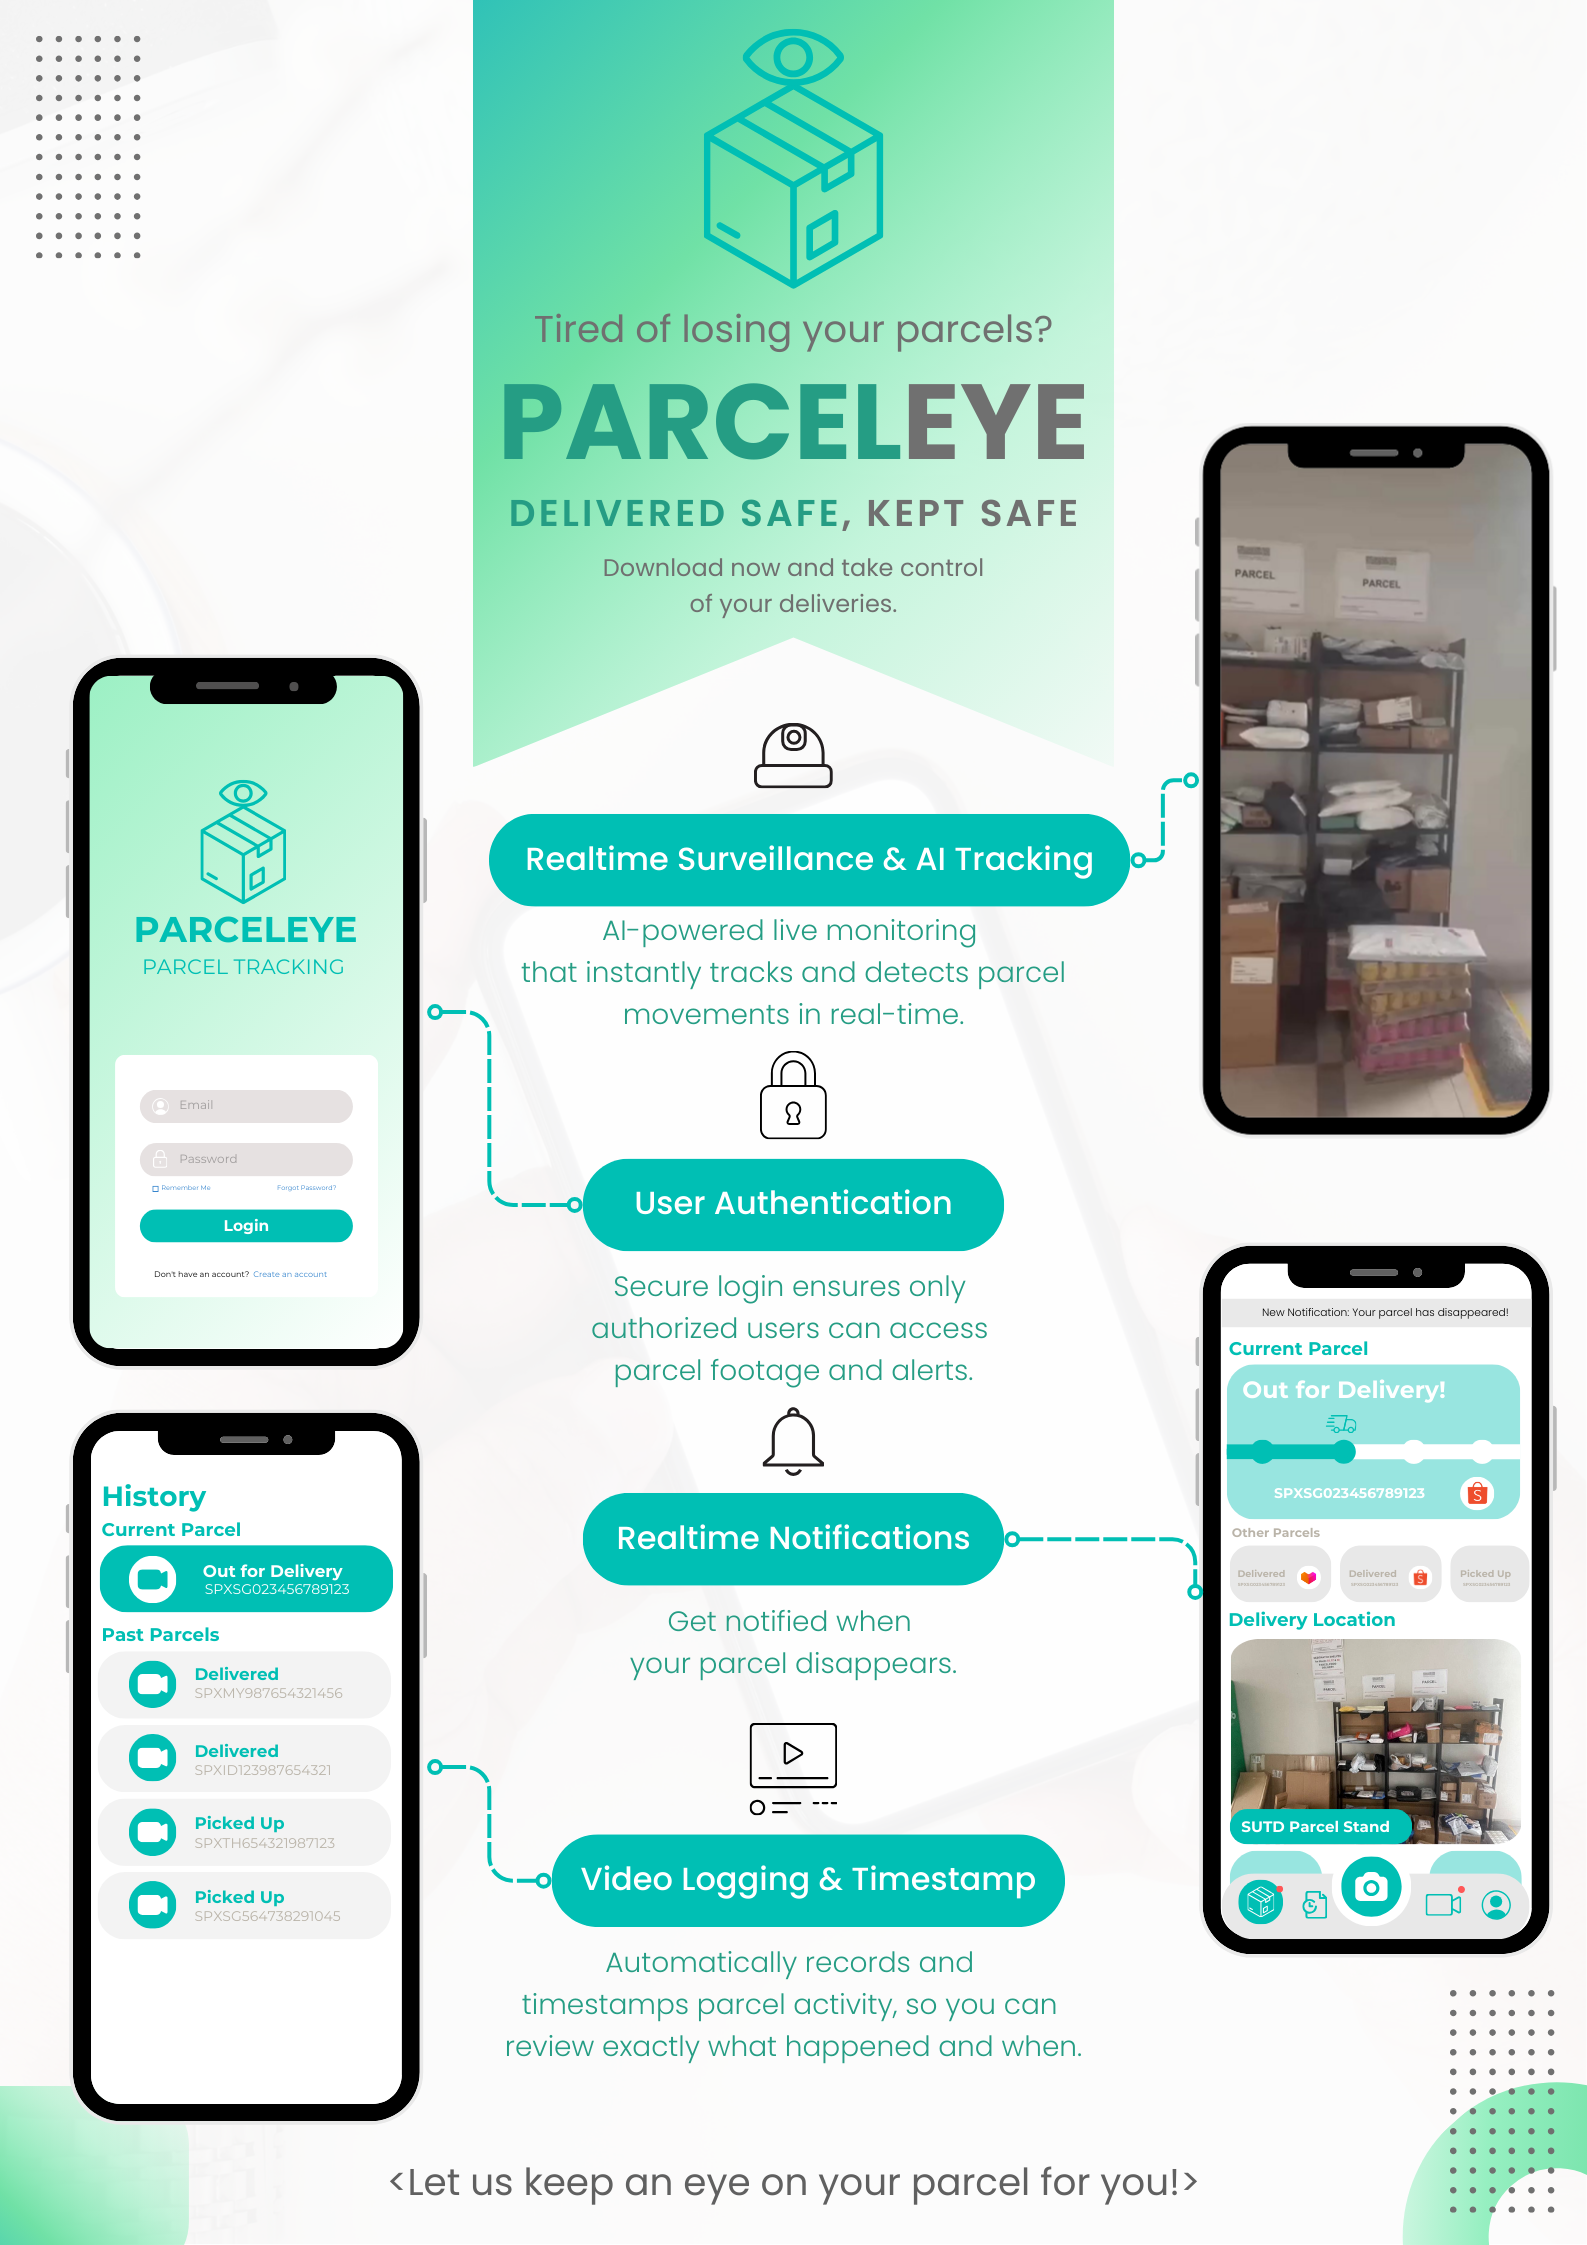 Tired of losing your parcels?
PARCELEYE
DELIVERED SAFE, KEPT SAFE
Download now and take control
of your deliveries.
PARCEL
PARCEL
Realtime Surveillance & AI Tracking
AI-powered live monitoring
that instantly tracks and detects parcel
movements in real-time.
PARCELEYE
PARCEL TRACKING
Email
Password
Remember Me
Forgot Password?
Login
Don't have an account? Create an account
User Authentication
Secure login ensures only
authorized users can access
parcel footage and alerts.
New Notification: Your parcel has disappeared!
Current Parcel
Out for Delivery!
SPXSG023456789123
Other Parcels
Delivered
Delivered
Picked Up
Delivery Location
SUTD Parcel Stand
Realtime Notifications
Get notified when
your parcel disappears.
History
Current Parcel
Out for Delivery
SPXSG023456789123
Past Parcels
Delivered
SPXMY987654321456
Delivered
SPXID123987654321
Picked Up
SPXTH654321987123
Picked Up
SPXSG564738291045
Video Logging & Timestamp
Automatically records and
timestamps parcel activity, so you can
review exactly what happened and when.
<Let us keep an eye on your parcel for you!>